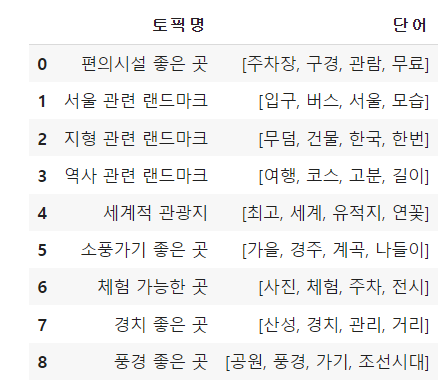 토픽명 단어
0 편의시설 좋은 곳 [주차장, 구경, 관람, 무료]
1 서울 관련 랜드마크 [입구, 버스, 서울, 모습]
2 지형 관련 랜드마크 [무덤, 건물, 한국, 한번]
3 역사 관련 랜드마크 [여행, 코스, 고분, 길이]
4 세계적 관광지 [최고, 세계, 유적지, 연꽃]
5 소풍가기 좋은 곳 [가을, 경주, 계곡, 나들이]
6 체험 가능한 곳 [사진, 체험, 주차, 전시]
7 경치 좋은 곳 [산성, 경치, 관리, 거리]
8 풍경 좋은 곳 [공원, 풍경, 가기, 조선시대]